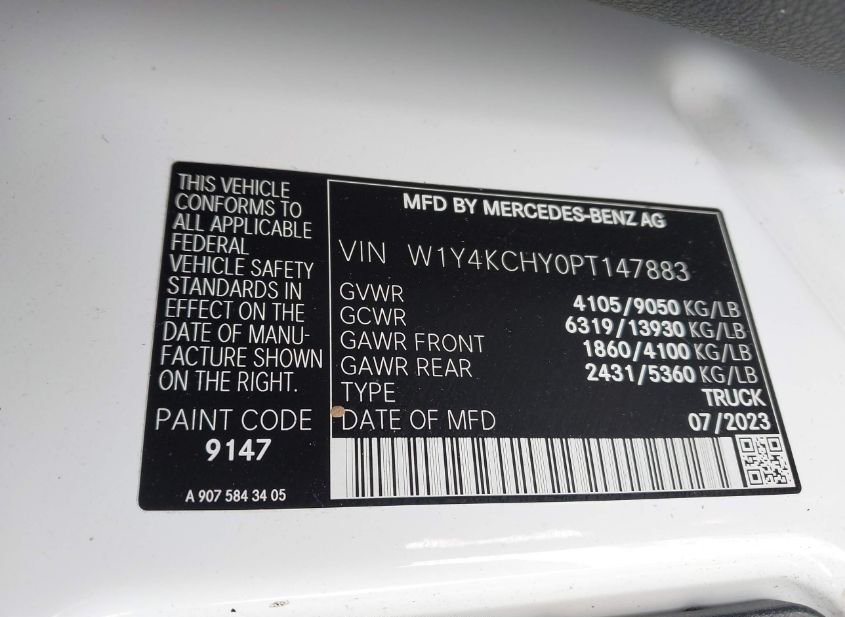 THIS VEHICLE
CONFORMS TO
ALL APPLICABLE
FEDERAL
VEHICLE SAFETY
STANDARDS IN
EFFECT ON THE
DATE OF MANU-
FACTURE SHOWN
ON THE RIGHT.
PAINT CODE
9147
A 907 584 34 05
MFD BY MERCEDES-BENZ AG
VIN W1Y4KCHY0PT147883
GVWR 4105/9050 KG/LB
GCWR 6319/13930 KG/LB
GAWR FRONT 1860/4100 KG/LB
GAWR REAR 2431/5360 KG/LB
TYPE TRUCK
DATE OF MFD 07/2023